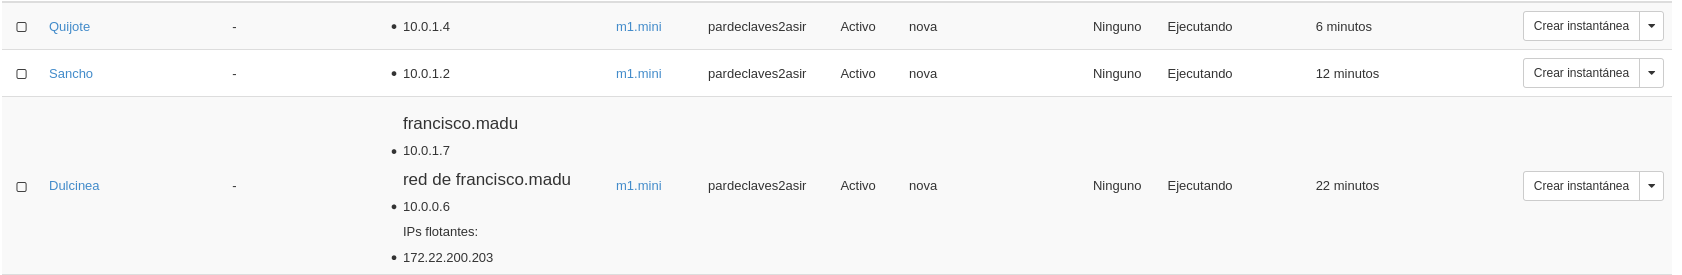 Quijote - 10.0.1.4 m1.mini pardeclaves2asir Activo nova Ninguno Ejecutando 6 minutos Crear instantánea
Sancho - 10.0.1.2 m1.mini pardeclaves2asir Activo nova Ninguno Ejecutando 12 minutos Crear instantánea
francisco.madu
10.0.1.7
red de francisco.madu
Dulcinea - m1.mini pardeclaves2asir Activo nova Ninguno Ejecutando 22 minutos Crear instantánea
10.0.0.6
IPs flotantes:
172.22.200.203